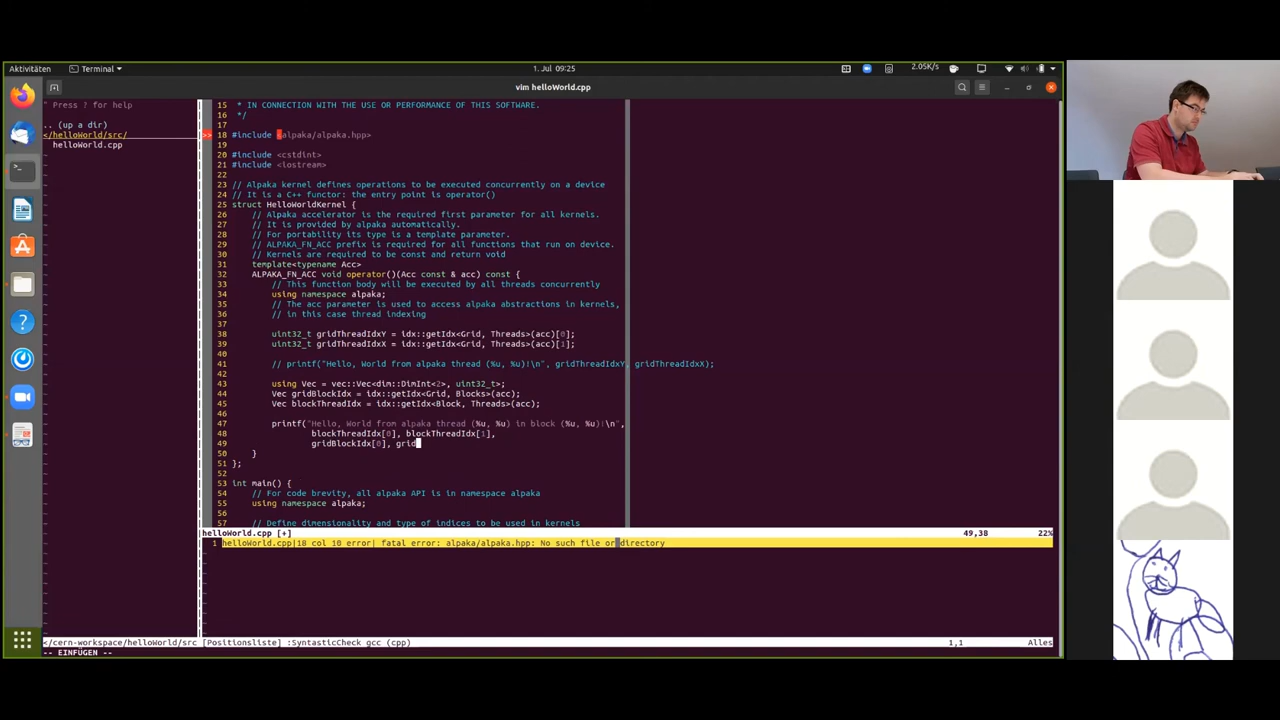 Aktivitäten
Terminal
1. Jul 09:25
2.05K/s
vim helloWorld.cpp
" Press ? for help
.. (up a dir)
</helloWorld/src/
helloWorld.cpp
15 * IN CONNECTION WITH THE USE OR PERFORMANCE OF THIS SOFTWARE.
16 */
17
>> 18 #include <alpaka/alpaka.hpp>
19
20 #include <cstdint>
21 #include <iostream>
22
23 // Alpaka kernel defines operations to be executed concurrently on a device
24 // It is a C++ functor: the entry point is operator()
25 struct HelloWorldKernel {
26 // Alpaka accelerator is the required first parameter for all kernels.
27 // It is provided by alpaka automatically.
28 // For portability its type is a template parameter.
29 // ALPAKA_FN_ACC prefix is required for all functions that run on device.
30 // Kernels are required to be const and return void
31 template<typename Acc>
32 ALPAKA_FN_ACC void operator()(Acc const & acc) const {
33 // This function body will be executed by all threads concurrently
34 using namespace alpaka;
35 // The acc parameter is used to access alpaka abstractions in kernels,
36 // in this case thread indexing
37
38 uint32_t gridThreadIdxY = idx::getIdx<Grid, Threads>(acc)[0];
39 uint32_t gridThreadIdxX = idx::getIdx<Grid, Threads>(acc)[1];
40
41 // printf("Hello, World from alpaka thread (%u, %u)!\n", gridThreadIdxY, gridThreadIdxX);
42
43 using Vec = vec::Vec<dim::DimInt<2>, uint32_t>;
44 Vec gridBlockIdx = idx::getIdx<Grid, Blocks>(acc);
45 Vec blockThreadIdx = idx::getIdx<Block, Threads>(acc);
46
47 printf("Hello, World from alpaka thread (%u, %u) in block (%u, %u)!\n",
48 blockThreadIdx[0], blockThreadIdx[1],
49 gridBlockIdx[0], grid
50 }
51 };
52
53 int main() {
54 // For code brevity, all alpaka API is in namespace alpaka
55 using namespace alpaka;
56
57 // Define dimensionality and type of indices to be used in kernels
helloWorld.cpp [+] 49,38 22%
1 helloWorld.cpp|18 col 10 error| fatal error: alpaka/alpaka.hpp: No such file or directory
</cern-workspace/helloWorld/src [Positionsliste] :SyntasticCheck gcc (cpp) 1,1 Alles
-- EINFÜGEN --